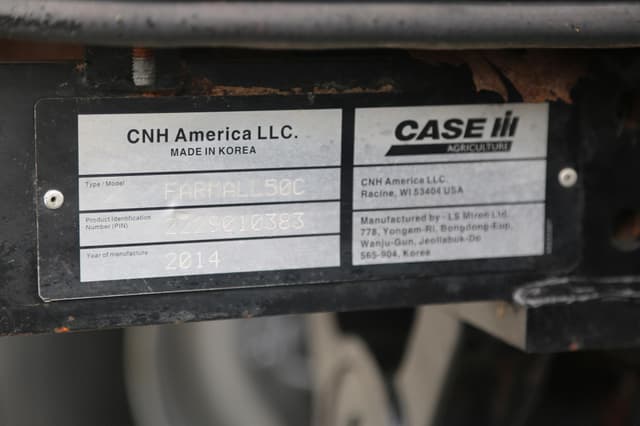 CNH America LLC.
MADE IN KOREA
Type / Model
FARMALL50C
Product Identification
Number (PIN)
Year of manufacture
2014
CASE IH
AGRICULTURE
CNH America LLC.
Racine, WI 53404 USA
Manufactured by - LS Mtron Ltd.
778, Yongam-Ri, Bongdong-Eup,
Wanju-Gun, Jeollabuk-Do
565-904, Korea